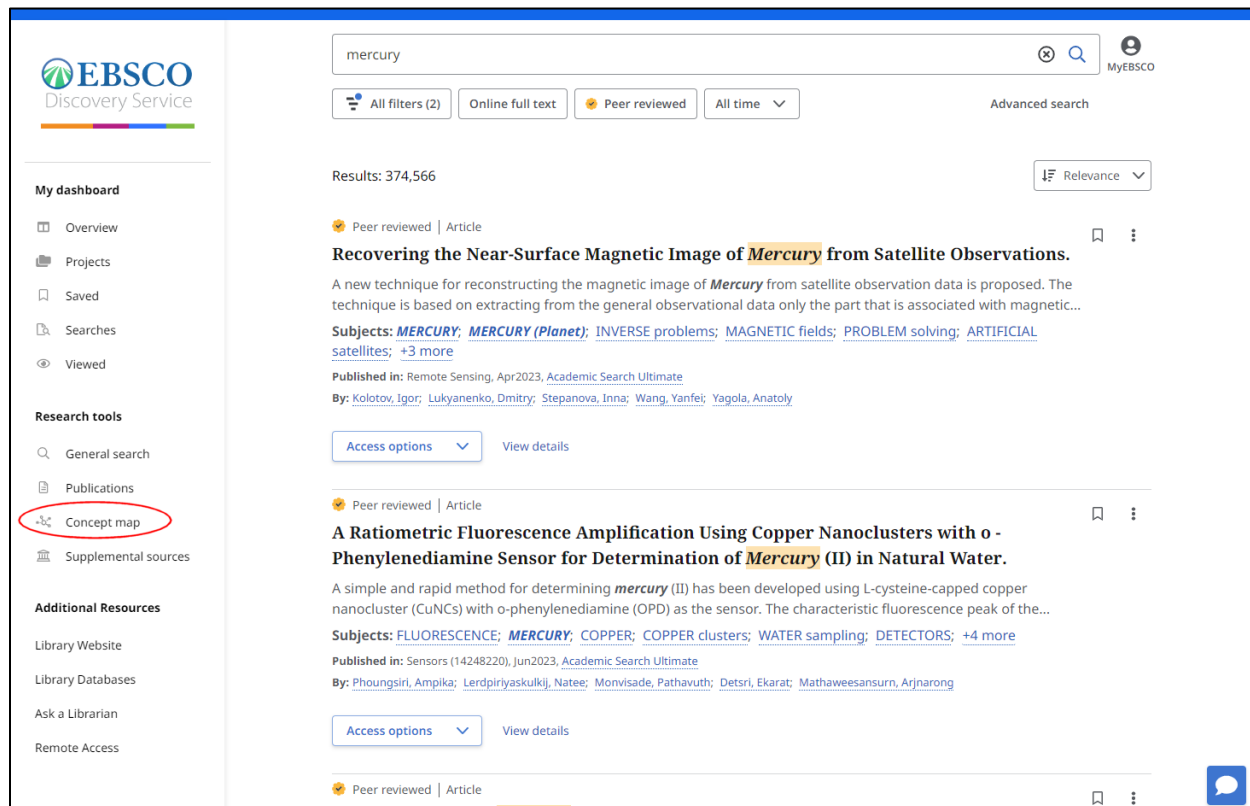 EBSCO
Discovery Service
My dashboard
Overview
Projects
Saved
Searches
Viewed
Research tools
General search
Publications
Concept map
Supplemental sources
Additional Resources
Library Website
Library Databases
Ask a Librarian
Remote Access
mercury
MyEBSCO
All filters (2)
Online full text
Peer reviewed
All time
Advanced search
Results: 374,566
Relevance
Peer reviewed | Article
Recovering the Near-Surface Magnetic Image of Mercury from Satellite Observations.
A new technique for reconstructing the magnetic image of Mercury from satellite observation data is proposed. The
technique is based on extracting from the general observational data only the part that is associated with magnetic...
Subjects: MERCURY; MERCURY (Planet); INVERSE problems; MAGNETIC fields; PROBLEM solving; ARTIFICIAL
satellites; +3 more
Published in: Remote Sensing, Apr2023, Academic Search Ultimate
By: Kolotov, Igor; Lukyanenko, Dmitry; Stepanova, Inna; Wang, Yanfei; Yagola, Anatoly
Access options
View details
Peer reviewed | Article
A Ratiometric Fluorescence Amplification Using Copper Nanoclusters with o -
Phenylenediamine Sensor for Determination of Mercury (II) in Natural Water.
A simple and rapid method for determining mercury (II) has been developed using L-cysteine-capped copper
nanocluster (CuNCs) with o-phenylenediamine (OPD) as the sensor. The characteristic fluorescence peak of the...
Subjects: FLUORESCENCE; MERCURY; COPPER; COPPER clusters; WATER sampling; DETECTORS; +4 more
Published in: Sensors (14248220), Jun2023, Academic Search Ultimate
By: Phoungsiri, Ampika; Lerdpiriyaskulkij, Natee; Monvisade, Pathavuth; Detsri, Ekarat; Mathaweesansurn, Arjnarong
Access options
View details
Peer reviewed | Article